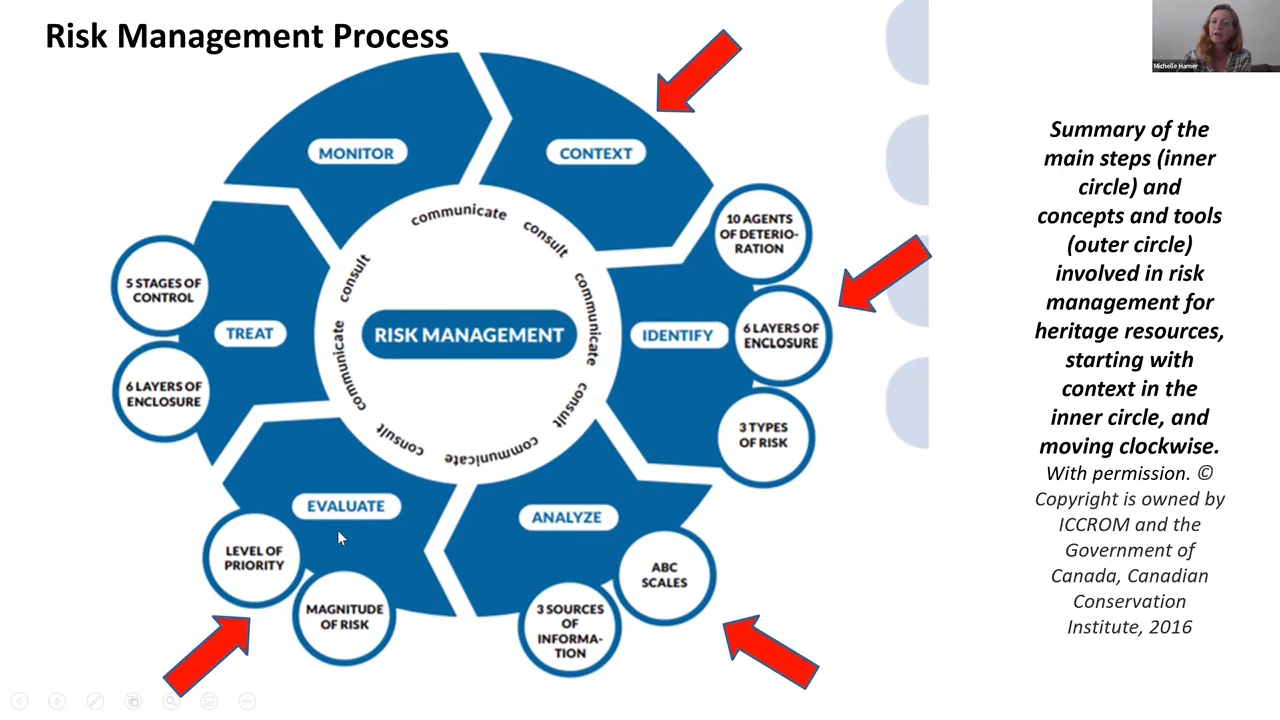 Risk Management Process
Michelle Hamer
MONITOR
CONTEXT
communicate
consult
communicate
consult
communicate
consult
communicate
consult
RISK MANAGEMENT
10 AGENTS
OF DETERIO-
RATION
IDENTIFY
6 LAYERS OF
ENCLOSURE
3 TYPES
OF RISK
ANALYZE
ABC
SCALES
3 SOURCES
OF
INFORMA-
TION
EVALUATE
MAGNITUDE
OF RISK
LEVEL OF
PRIORITY
TREAT
6 LAYERS OF
ENCLOSURE
5 STAGES OF
CONTROL
Summary of the
main steps (inner
circle) and
concepts and tools
(outer circle)
involved in risk
management for
heritage resources,
starting with
context in the
inner circle, and
moving clockwise.
With permission. ©
Copyright is owned by
ICCROM and the
Government of
Canada, Canadian
Conservation
Institute, 2016